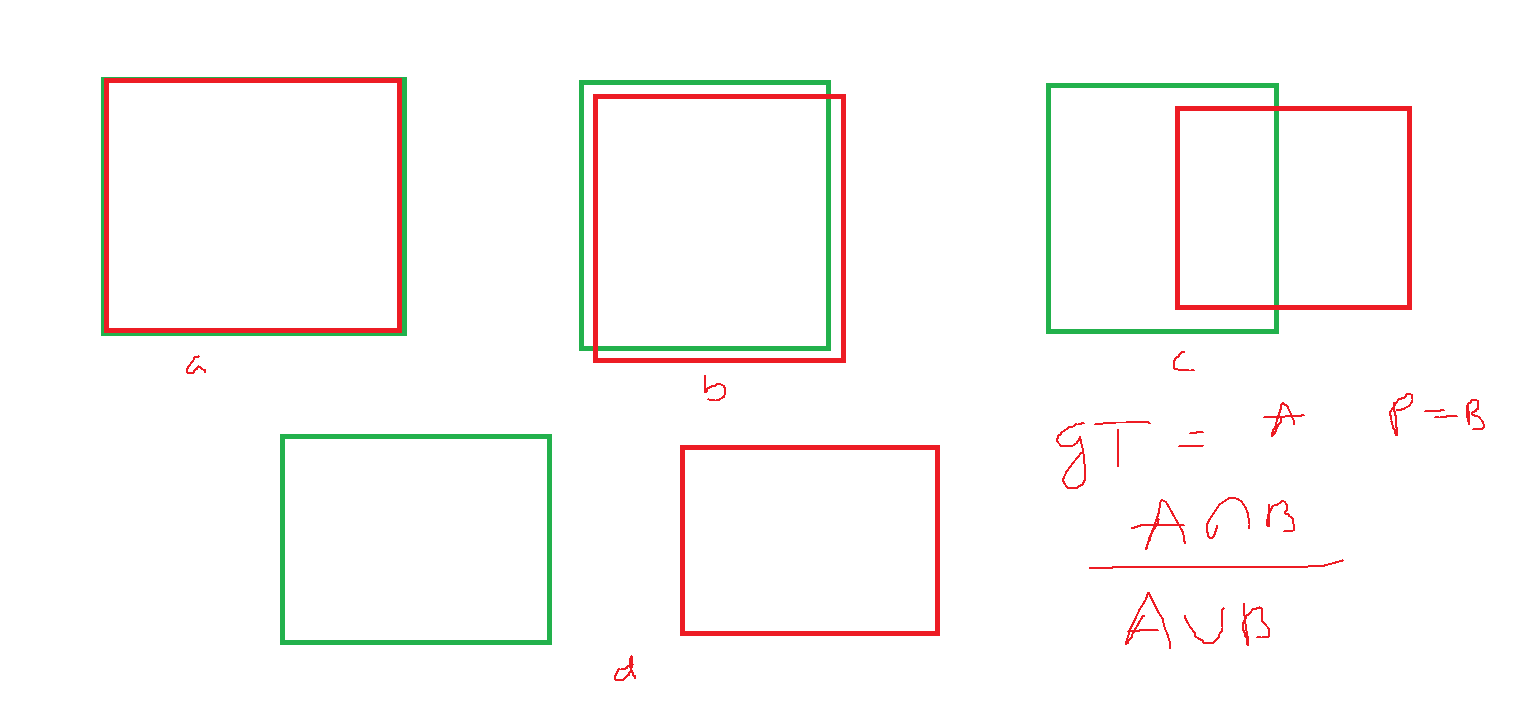 a
b
c
gT = A P = B
A∩B
A∪B
d